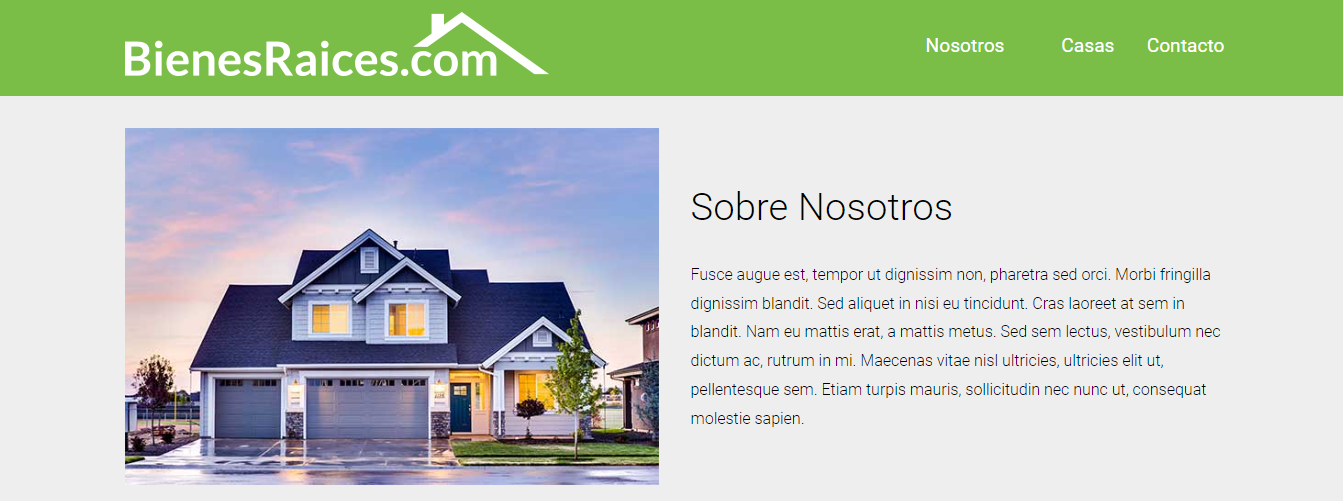 BienesRaices.com
Nosotros Casas Contacto
Sobre Nosotros
Fusce augue est, tempor ut dignissim non, pharetra sed orci. Morbi fringilla
dignissim blandit. Sed aliquet in nisi eu tincidunt. Cras laoreet at sem in
blandit. Nam eu mattis erat, a mattis metus. Sed sem lectus, vestibulum nec
dictum ac, rutrum in mi. Maecenas vitae nisl ultricies, ultricies elit ut,
pellentesque sem. Etiam turpis mauris, sollicitudin nec nunc ut, consequat
molestie sapien.